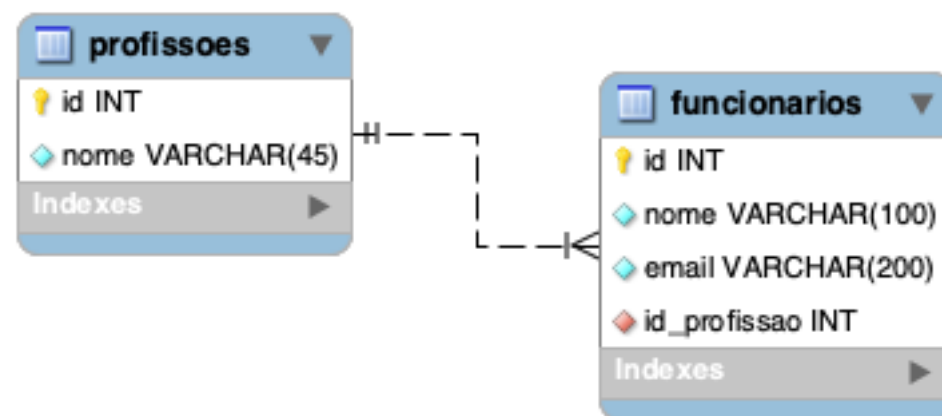 profissoes
id INT
nome VARCHAR(45)
Indexes
funcionarios
id INT
nome VARCHAR(100)
email VARCHAR(200)
id_profissao INT
Indexes